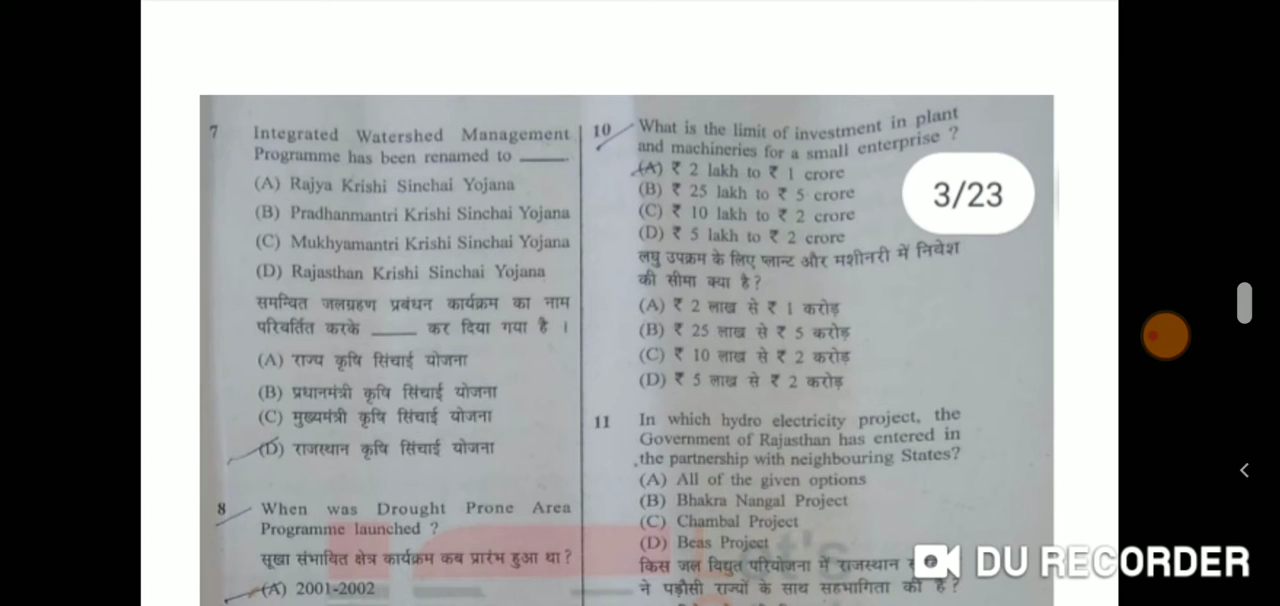 7 Integrated Watershed Management
Programme has been renamed to ______.
(A) Rajya Krishi Sinchai Yojana
(B) Pradhanmantri Krishi Sinchai Yojana
(C) Mukhyamantri Krishi Sinchai Yojana
(D) Rajasthan Krishi Sinchai Yojana
समन्वित जलग्रहण प्रबंधन कार्यक्रम का नाम
परिवर्तित करके ______ कर दिया गया है ।
(A) राज्य कृषि सिंचाई योजना
(B) प्रधानमंत्री कृषि सिंचाई योजना
(C) मुख्यमंत्री कृषि सिंचाई योजना
(D) राजस्थान कृषि सिंचाई योजना
8 When was Drought Prone Area
Programme launched ?
सूखा संभावित क्षेत्र कार्यक्रम कब प्रारंभ हुआ था?
(A) 2001-2002
10 What is the limit of investment in plant
and machineries for a small enterprise ?
(A) ₹ 2 lakh to ₹ 1 crore
(B) ₹ 25 lakh to ₹ 5 crore
(C) ₹ 10 lakh to ₹ 2 crore
(D) ₹ 5 lakh to ₹ 2 crore
लघु उपक्रम के लिए प्लान्ट और मशीनरी में निवेश
की सीमा क्या है?
(A) ₹ 2 लाख से ₹ 1 करोड़
(B) ₹ 25 लाख से ₹ 5 करोड़
(C) ₹ 10 लाख से ₹ 2 करोड़
(D) ₹ 5 लाख से ₹ 2 करोड़
11 In which hydro electricity project, the
Government of Rajasthan has entered in
the partnership with neighbouring States?
(A) All of the given options
(B) Bhakra Nangal Project
(C) Chambal Project
(D) Beas Project
किस जल विद्युत परियोजना में राजस्थान
ने पड़ौसी राज्यों के साथ सहभागिता की है?
3/23
Let's
DU RECORDER